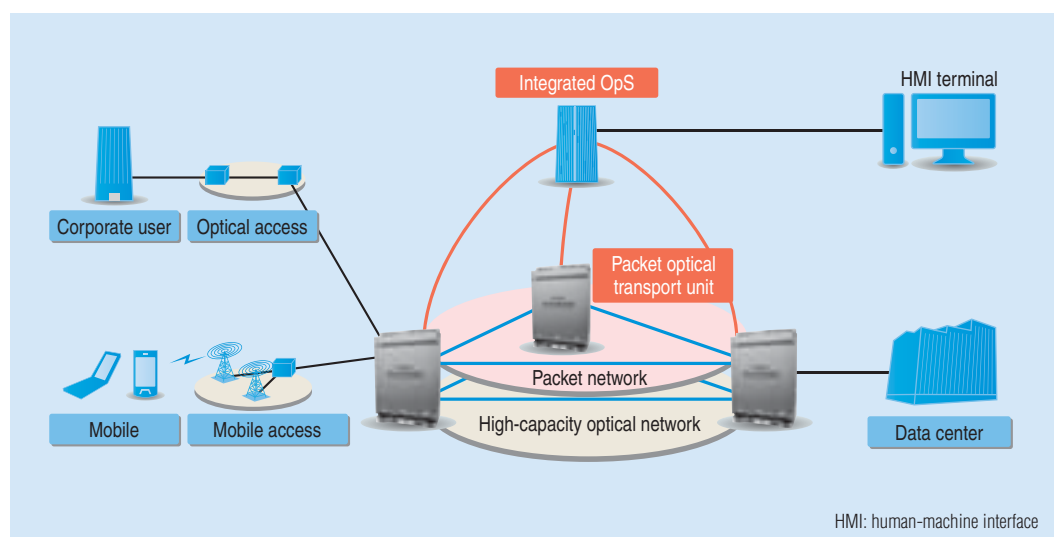 Integrated OpS
HMI terminal
Corporate user
Optical access
Packet optical
transport unit
Packet network
Mobile
Mobile access
High-capacity optical network
Data center
HMI: human-machine interface